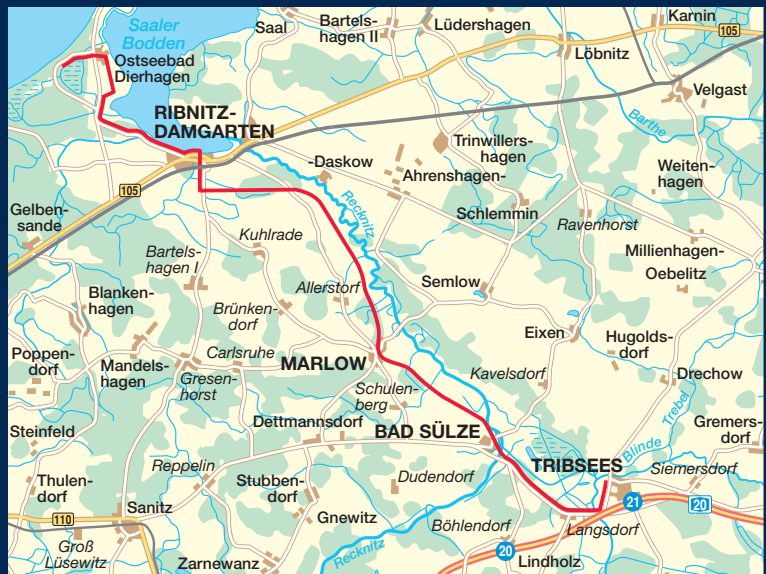 Saaler
Bodden
Saal
Bartels-
hagen II
Lüdershagen
Karnin
105
Löbnitz
Ostseebad
Dierhagen
Velgast
RIBNITZ-
DAMGARTEN
Barthe
Trinwillers-
hagen
Daskow
Ahrenshagen
Weiten-
hagen
105
Recknitz
Gelben-
sande
Schlemmin
Ravenhorst
Kuhlrade
Bartels-
hagen I
Millienhagen-
Oebelitz
Allerstorf
Semlow
Blanken-
hagen
Brünken-
dorf
Eixen
Hugolds-
dorf
Poppen-
dorf
Mandels-
hagen
Carlsruhe
MARLOW
Gresen-
horst
Kavelsdorf
Drechow
Schulen-
berg
Trebel
Blinde
Gremers-
dorf
Steinfeld
Dettmannsdorf
BAD SÜLZE
TRIBSEES
Siemersdorf
Reppelin
Thulen-
dorf
Stubben-
dorf
Dudendorf
21
20
Sanitz
110
Gnewitz
Böhlendorf
Langsdorf
Groß
Lüsewitz
Zarnewanz
Recknitz
20
Lindholz